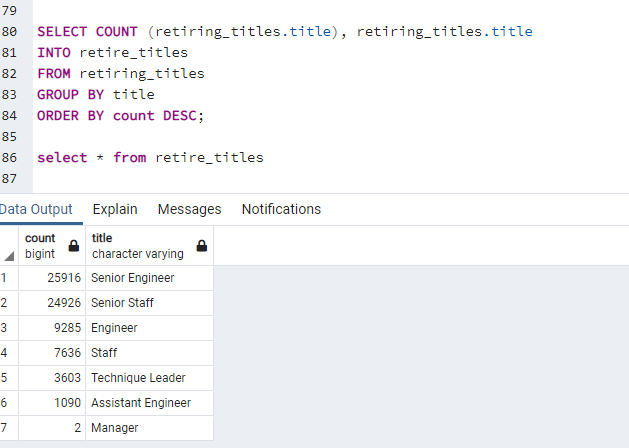 79
80 SELECT COUNT (retiring_titles.title), retiring_titles.title
81 INTO retire_titles
82 FROM retiring_titles
83 GROUP BY title
84 ORDER BY count DESC;
85
86 select * from retire_titles
87
Data Output Explain Messages Notifications
count title
bigint character varying
1 25916 Senior Engineer
2 24926 Senior Staff
3 9285 Engineer
4 7636 Staff
5 3603 Technique Leader
6 1090 Assistant Engineer
7 2 Manager